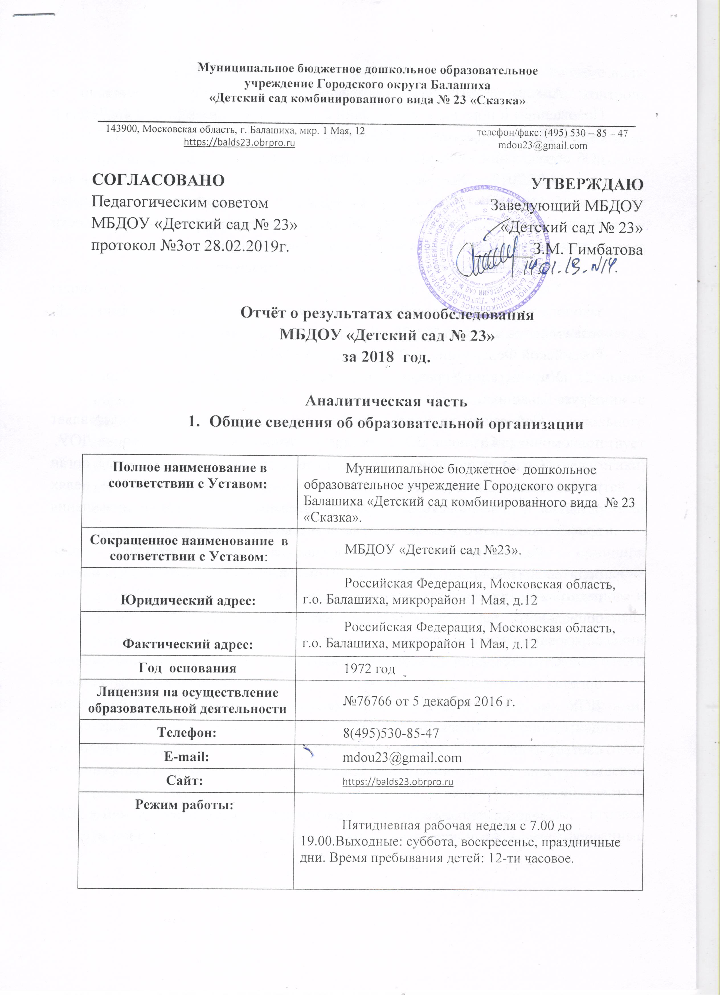 Муниципальное бюджетное дошкольное образовательное
учреждение Городского округа Балашиха
«Детский сад комбинированного вида № 23 «Сказка»
143900, Московская область, г. Балашиха, мкр. 1 Мая, 12
https://balds23.obrpro.ru
телефон/факс: (495) 530 – 85 – 47
mdou23@gmail.com
СОГЛАСОВАНО
Педагогическим советом
МБДОУ «Детский сад № 23»
протокол №3от 28.02.2019г.
УТВЕРЖДАЮ
Заведующий МБДОУ
«Детский сад № 23»
З.М. Гимбатова
Отчёт о результатах самообследования
МБДОУ «Детский сад № 23»
за 2018 год.
Аналитическая часть
1. Общие сведения об образовательной организации
Полное наименование в
соответствии с Уставом:
Муниципальное бюджетное дошкольное
образовательное учреждение Городского округа
Балашиха «Детский сад комбинированного вида № 23
«Сказка».
Сокращенное наименование в
соответствии с Уставом:
МБДОУ «Детский сад №23».
Юридический адрес:
Российская Федерация, Московская область,
г.о. Балашиха, микрорайон 1 Мая, д.12
Фактический адрес:
Российская Федерация, Московская область,
г.о. Балашиха, микрорайон 1 Мая, д.12
Год основания
1972 год
Лицензия на осуществление
образовательной деятельности
№76766 от 5 декабря 2016 г.
Телефон:
8(495)530-85-47
E-mail:
mdou23@gmail.com
Сайт:
https://balds23.obrpro.ru
Режим работы:
Пятидневная рабочая неделя с 7.00 до
19.00.Выходные: суббота, воскресенье, праздничные
дни. Время пребывания детей: 12-ти часовое.